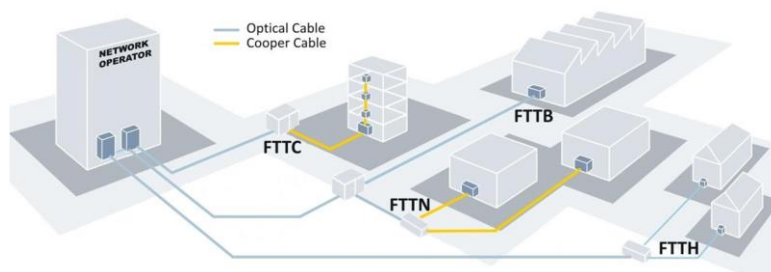 NETWORK
OPERATOR
Optical Cable
Cooper Cable
FTTC
FTTB
FTTN
FTTH